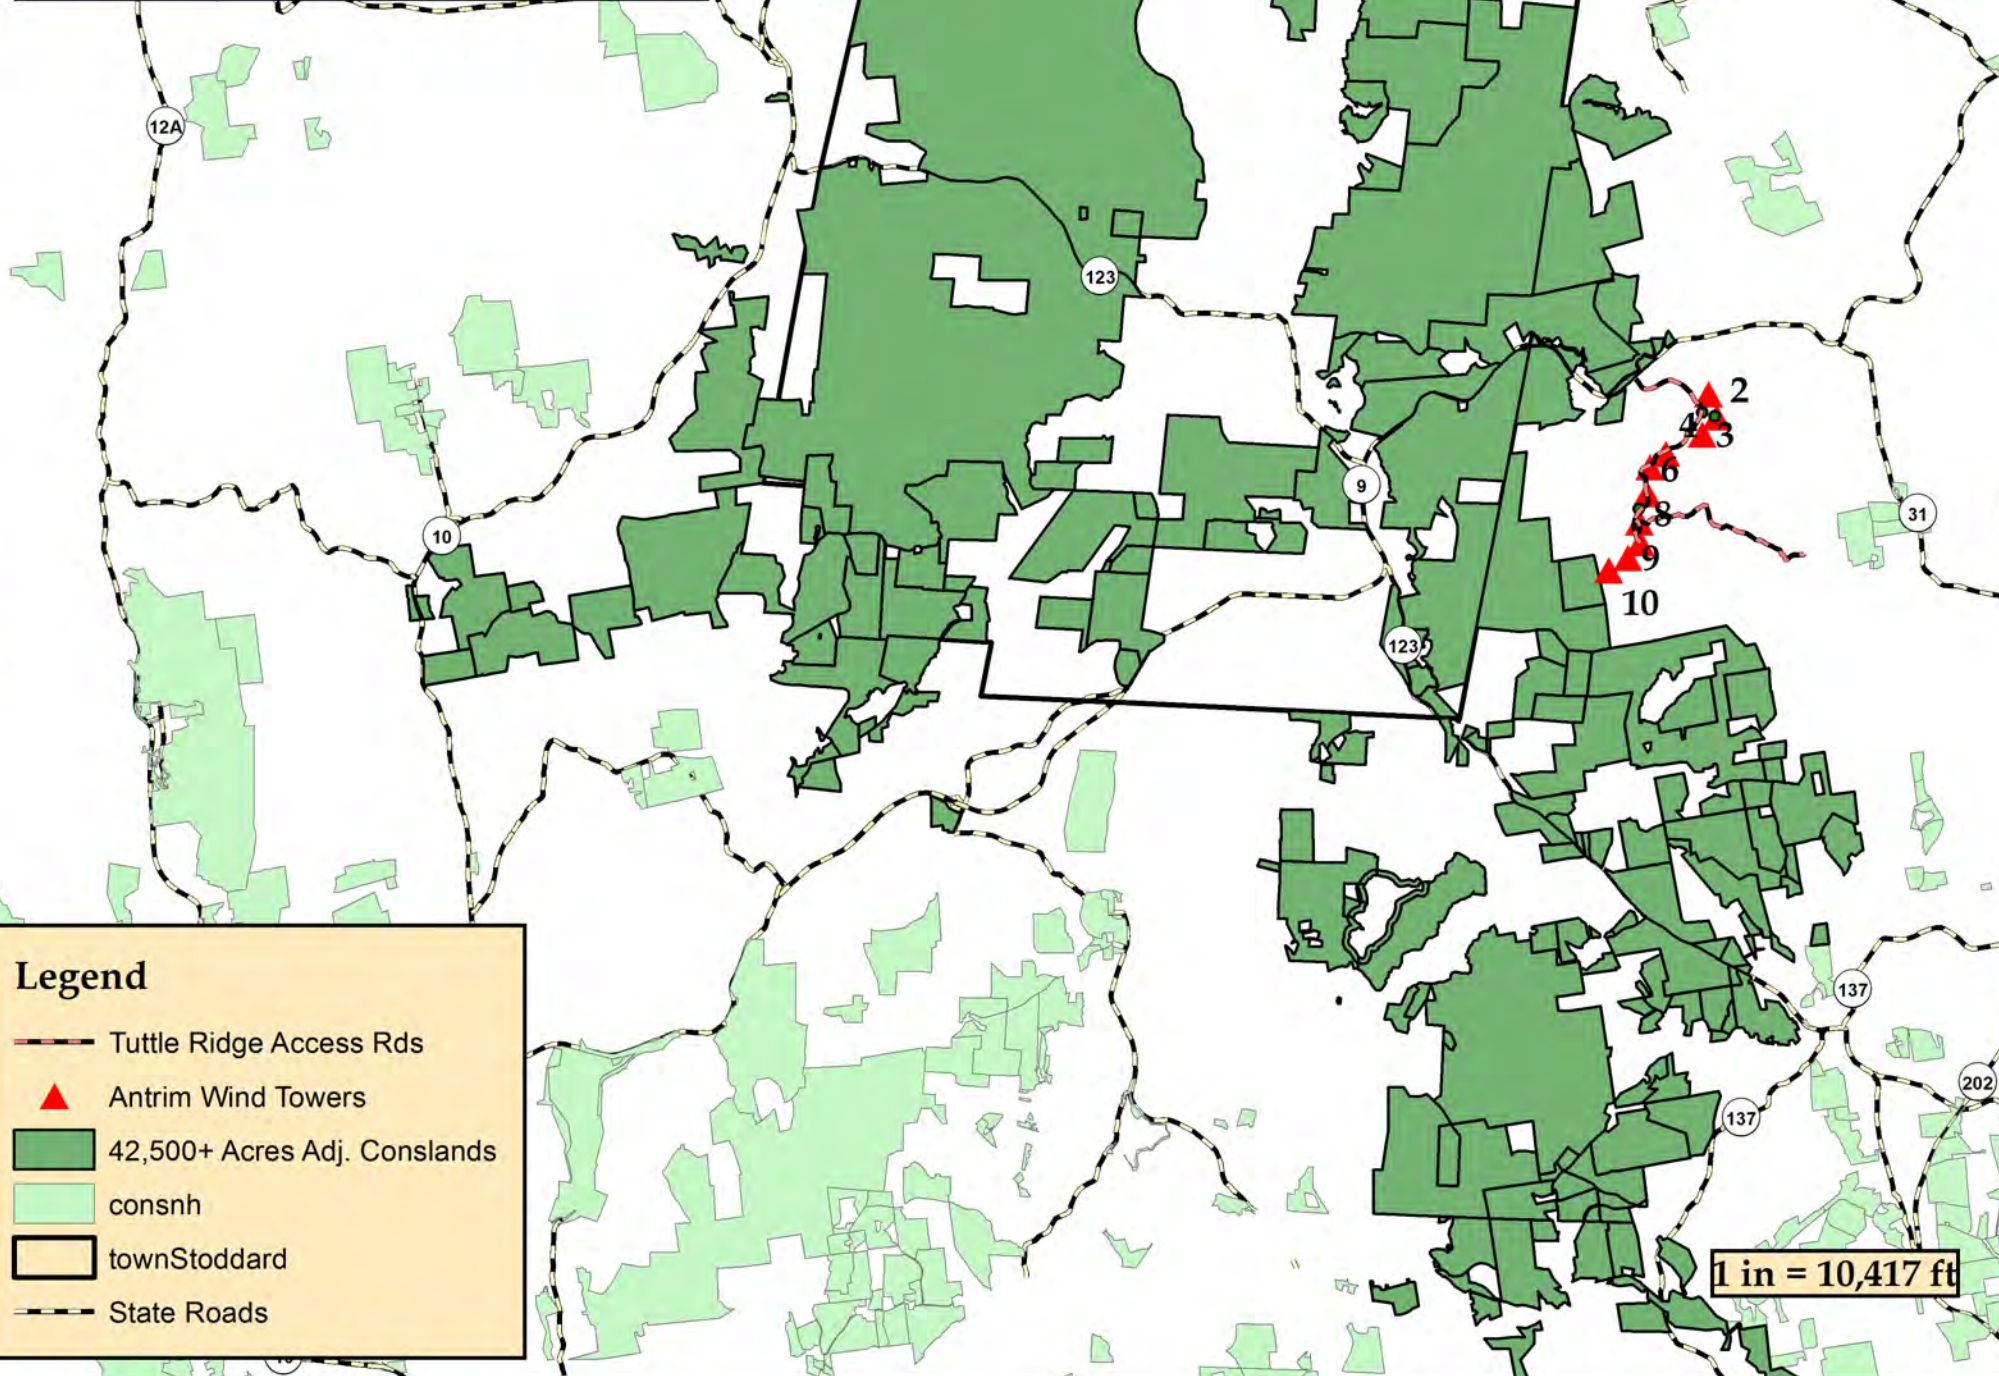 12A
123
2
4
3
6
9
8
31
10
9
10
123
Legend
Tuttle Ridge Access Rds
Antrim Wind Towers
42,500+ Acres Adj. Conslands
consnh
townStoddard
State Roads
137
202
137
1 in = 10,417 ft